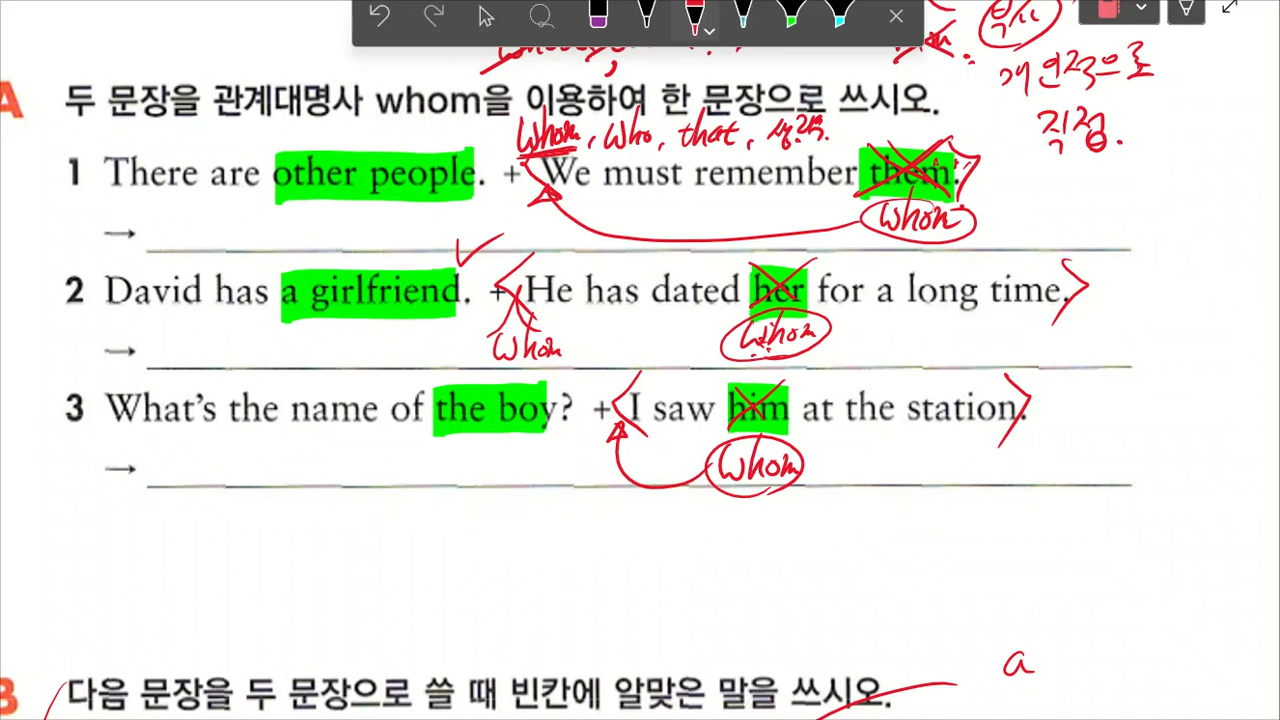 개인적으로
직접.
A 두 문장을 관계대명사 whom을 이용하여 한 문장으로 쓰시오.
whom, who, that, 생략.
1 There are other people. + We must remember them.
whom
→
2 David has a girlfriend. + He has dated her for a long time.
whom whom
→
3 What's the name of the boy? + I saw him at the station.
whom
→
a
B 다음 문장을 두 문장으로 쓸 때 빈칸에 알맞은 말을 쓰시오.